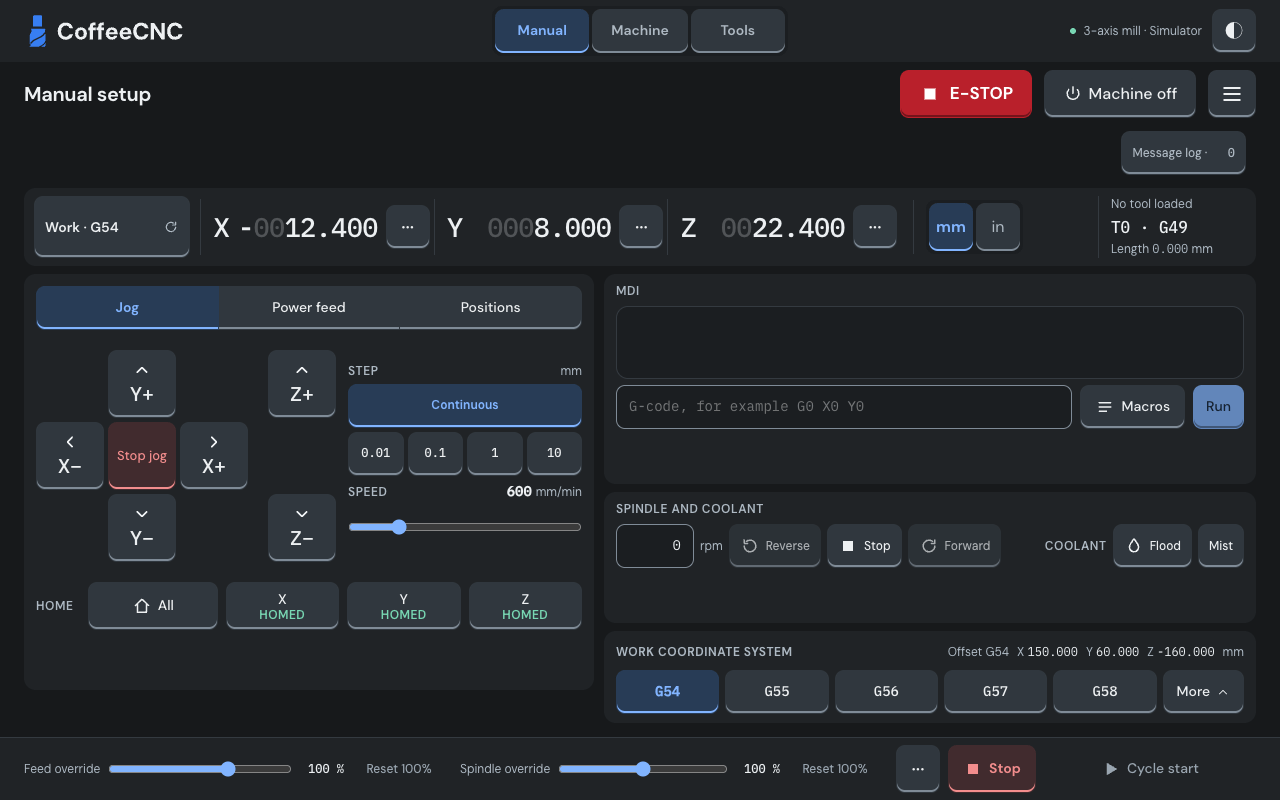 CoffeeCNC
Manual
Machine
Tools
3-axis mill · Simulator
Manual setup
E-STOP
Machine off
Message log · 0
Work · G54
X -0012.400
Y 0008.000
Z 0022.400
mm
in
No tool loaded
T0 · G49
Length 0.000 mm
Jog
Power feed
Positions
Y+
Z+
X−
Stop jog
X+
Y−
Z−
STEP mm
Continuous
0.01
0.1
1
10
SPEED 600 mm/min
HOME
All
X
HOMED
Y
HOMED
Z
HOMED
MDI
G-code, for example G0 X0 Y0
Macros
Run
SPINDLE AND COOLANT
0 rpm
Reverse
Stop
Forward
COOLANT
Flood
Mist
WORK COORDINATE SYSTEM
Offset G54 X 150.000 Y 60.000 Z -160.000 mm
G54
G55
G56
G57
G58
More
Feed override
100 %
Reset 100%
Spindle override
100 %
Reset 100%
Stop
Cycle start